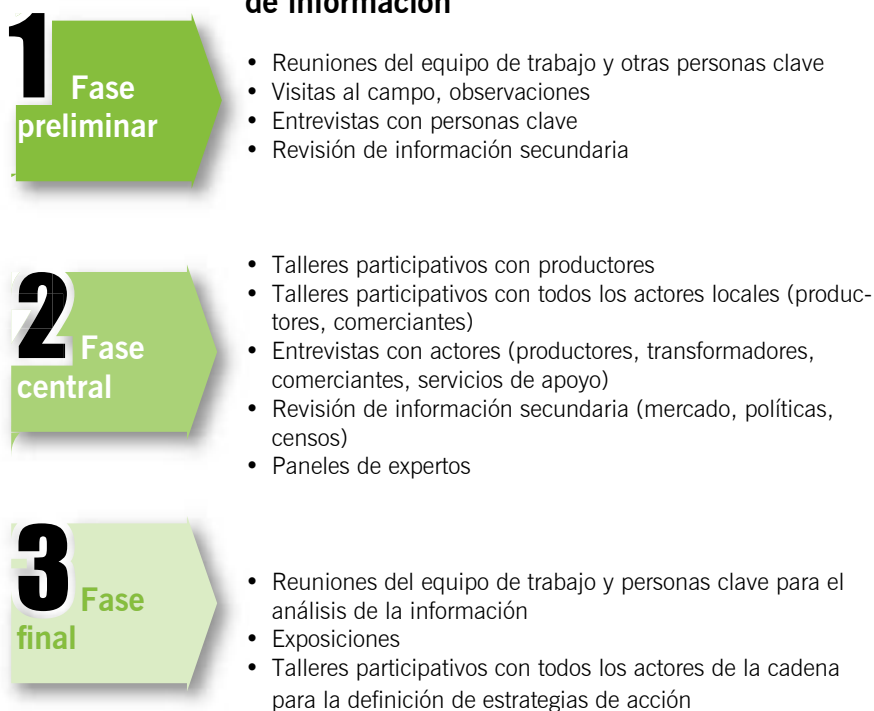 de información
1 Fase
preliminar
• Reuniones del equipo de trabajo y otras personas clave
• Visitas al campo, observaciones
• Entrevistas con personas clave
• Revisión de información secundaria
2 Fase
central
• Talleres participativos con productores
• Talleres participativos con todos los actores locales (produc-
tores, comerciantes)
• Entrevistas con actores (productores, transformadores,
comerciantes, servicios de apoyo)
• Revisión de información secundaria (mercado, políticas,
censos)
• Paneles de expertos
3 Fase
final
• Reuniones del equipo de trabajo y personas clave para el
análisis de la información
• Exposiciones
• Talleres participativos con todos los actores de la cadena
para la definición de estrategias de acción